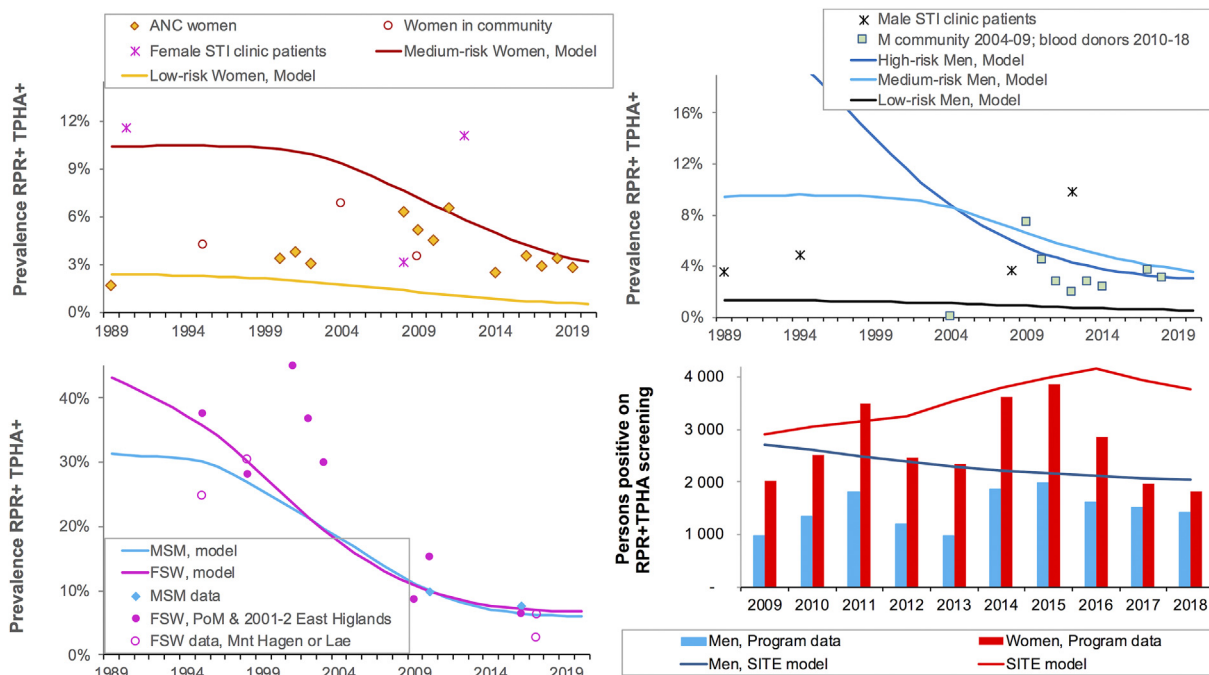 ANC women
Women in community
Female STI clinic patients
Medium-risk Women, Model
Low-risk Women, Model
Prevalence RPR+ TPHA+
12%
9%
6%
3%
0%
1989 1994 1999 2004 2009 2014 2019
Male STI clinic patients
M community 2004-09; blood donors 2010-18
High-risk Men, Model
Medium-risk Men, Model
Low-risk Men, Model
Prevalence RPR+ TPHA+
16%
12%
8%
4%
0%
1989 1994 1999 2004 2009 2014 2019
Prevalence RPR+ TPHA+
40%
30%
20%
10%
0%
MSM, model
FSW, model
MSM data
FSW, PoM & 2001-2 East Higlands
FSW data, Mnt Hagen or Lae
1989 1994 1999 2004 2009 2014 2019
Persons positive on
RPR+TPHA screening
4 000
3 000
2 000
1 000
-
2009 2010 2011 2012 2013 2014 2015 2016 2017 2018
Men, Program data
Women, Program data
Men, SITE model
SITE model